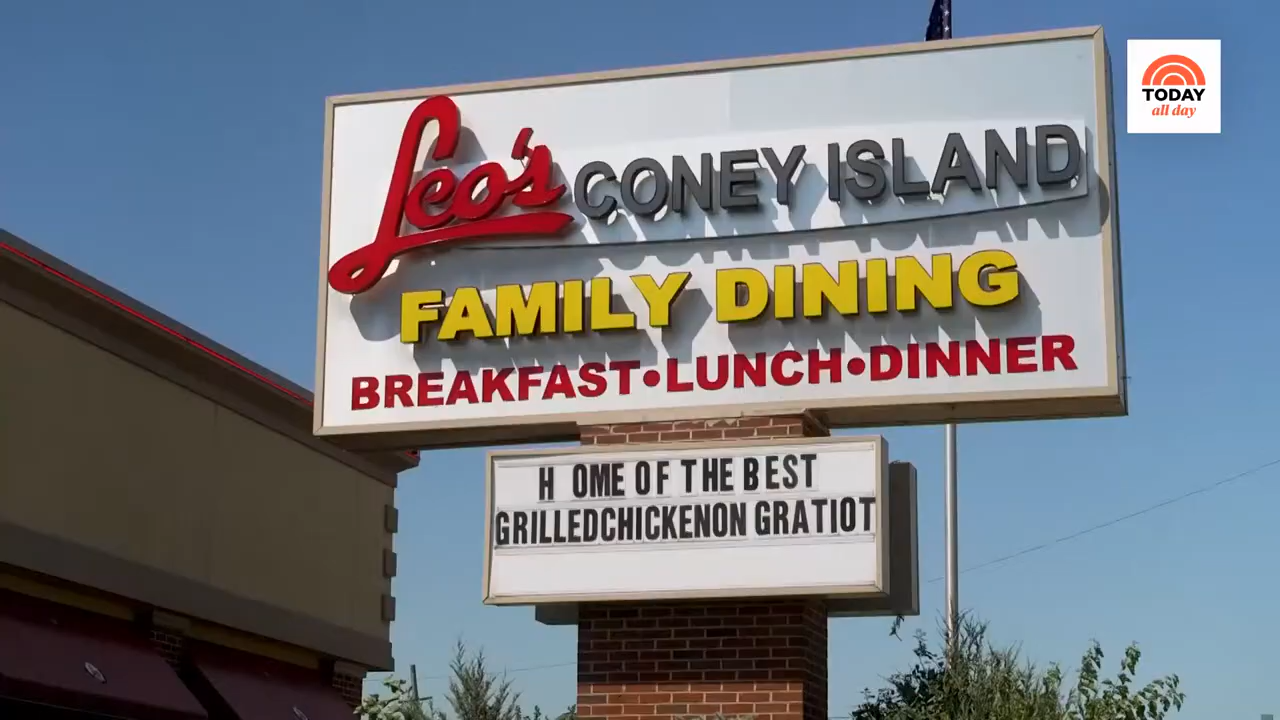 Leo's CONEY ISLAND
FAMILY DINING
BREAKFAST•LUNCH•DINNER
H OME OF THE BEST
GRILLEDCHICKENON GRATIOT
TODAY
all day